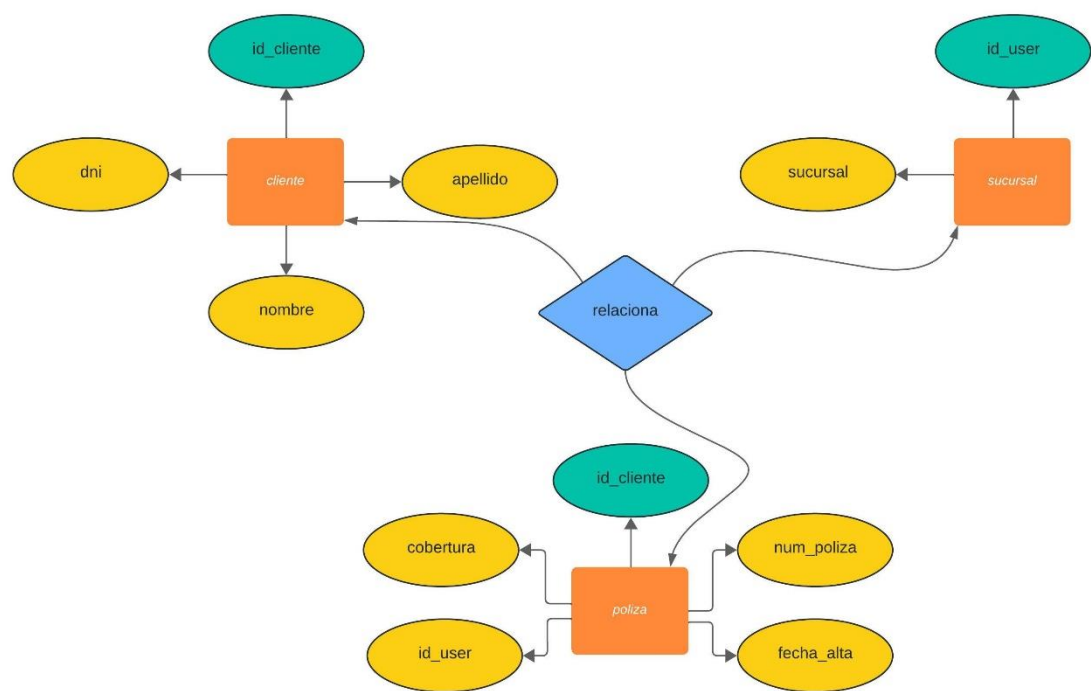 id_cliente
id_user
dni
cliente
apellido
sucursal
sucursal
nombre
relaciona
id_cliente
cobertura
num_poliza
poliza
id_user
fecha_alta